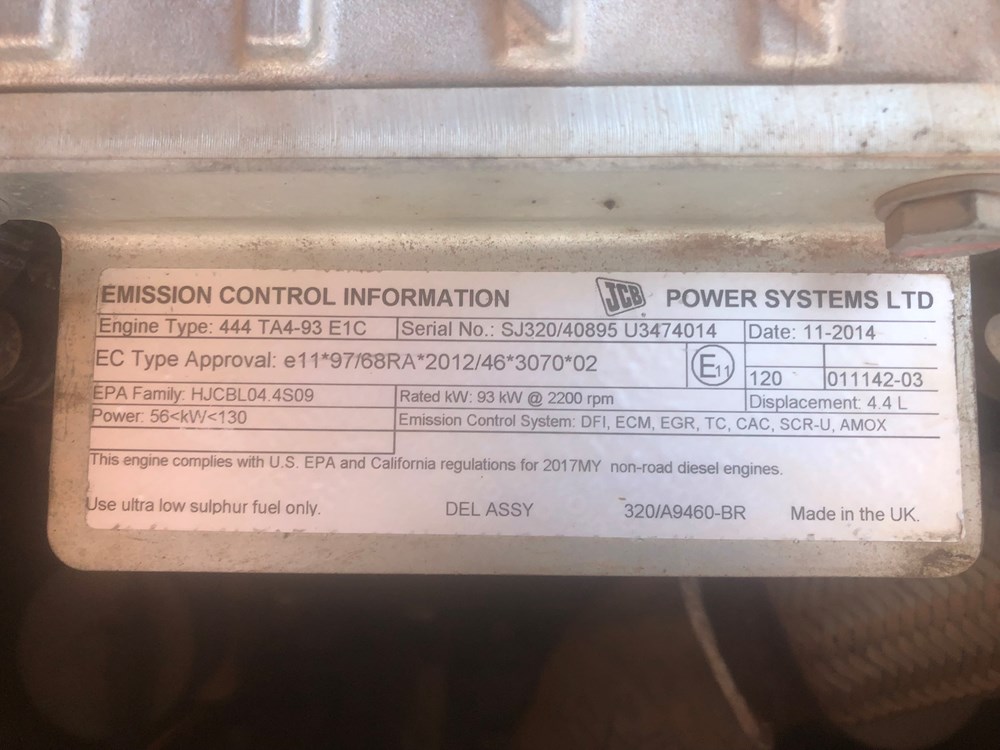 EMISSION CONTROL INFORMATION JCB POWER SYSTEMS LTD
Engine Type: 444 TA4-93 E1C Serial No.: SJ320/40895 U3474014 Date: 11-2014
EC Type Approval: e11*97/68RA*2012/46*3070*02 E11 120 011142-03
EPA Family: HJCBL04.4S09 Rated kW: 93 kW @ 2200 rpm Displacement: 4.4 L
Power: 56<kW<130 Emission Control System: DFI, ECM, EGR, TC, CAC, SCR-U, AMOX
This engine complies with U.S. EPA and California regulations for 2017MY non-road diesel engines.
Use ultra low sulphur fuel only. DEL ASSY 320/A9460-BR Made in the UK.